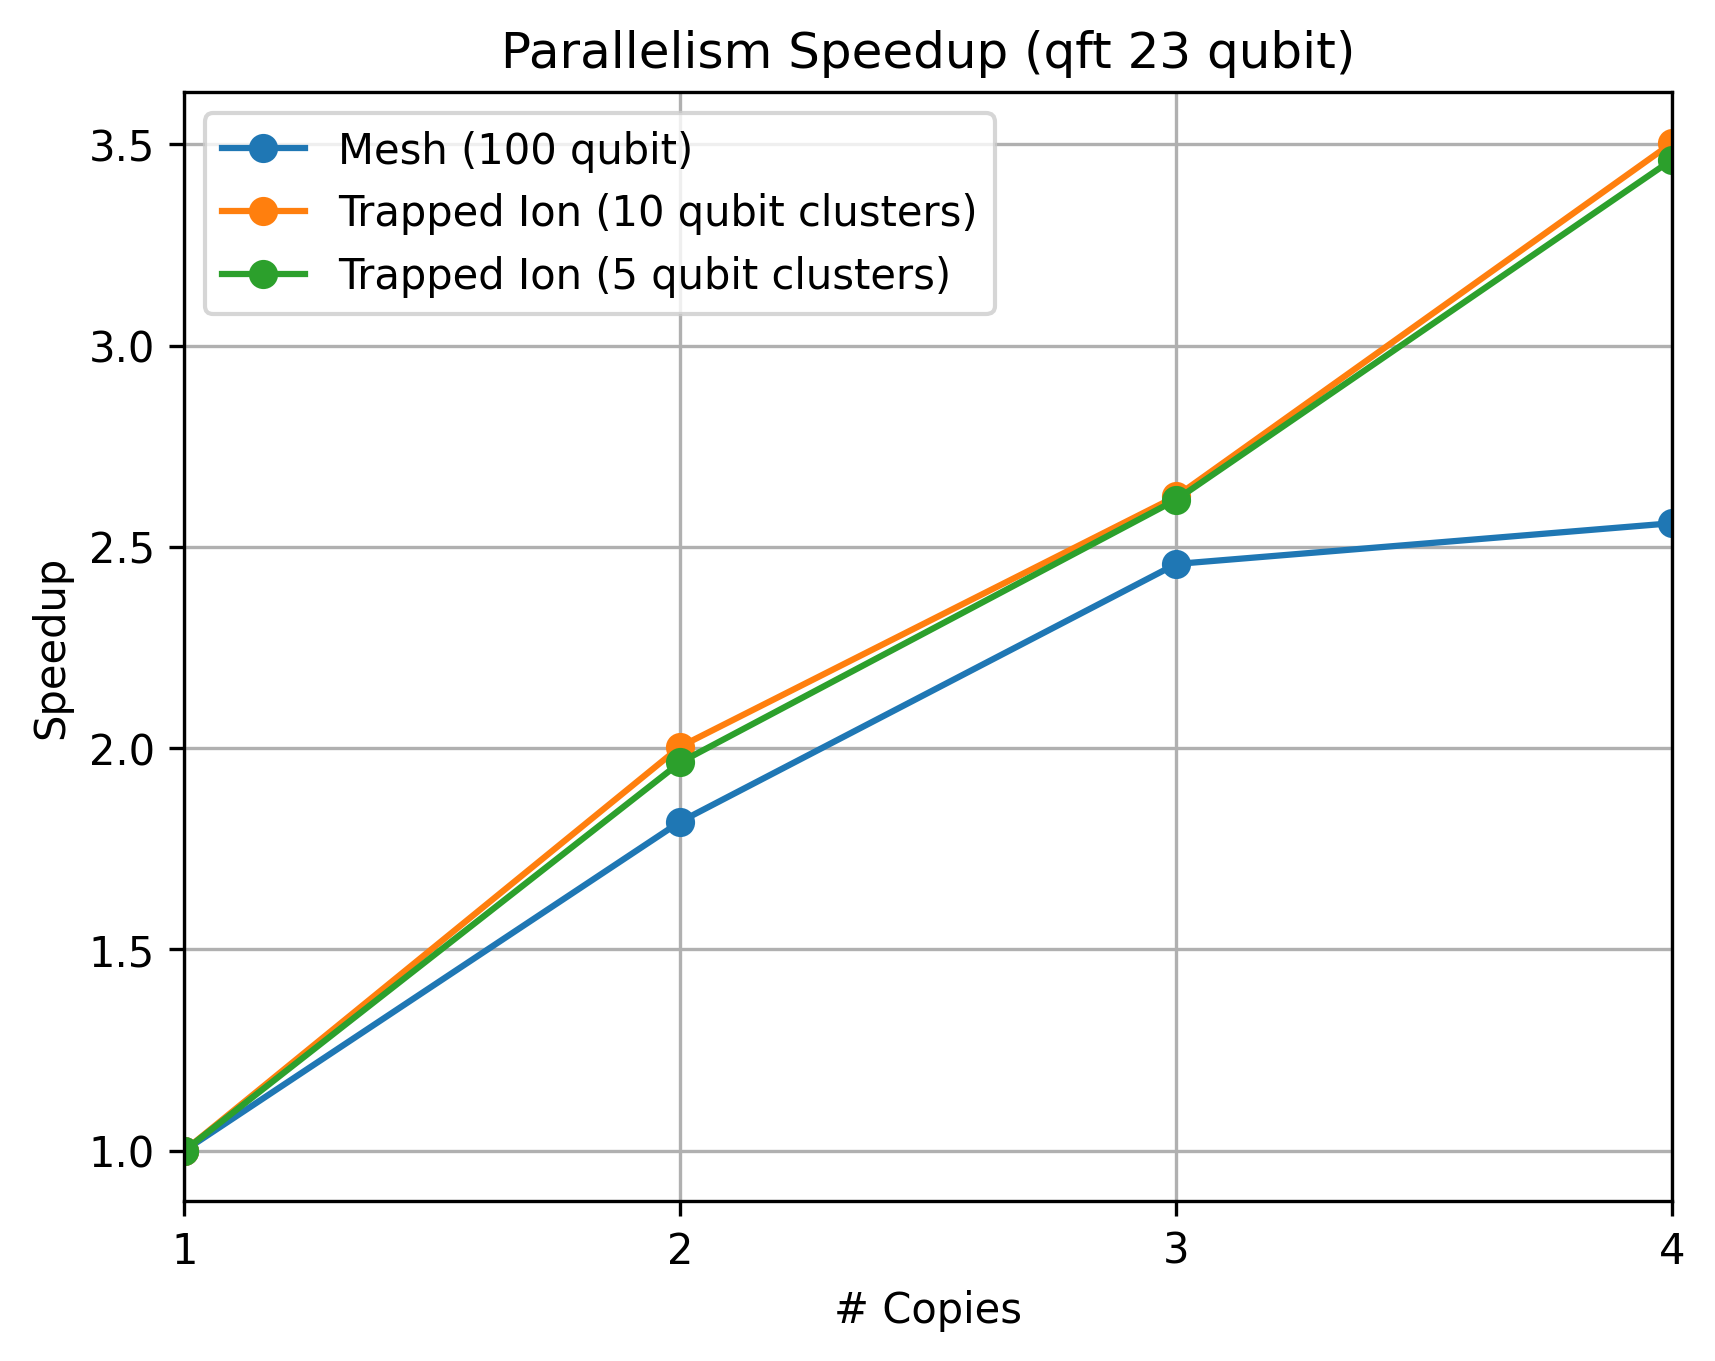 Parallelism Speedup (qft 23 qubit)
Mesh (100 qubit)
Trapped Ion (10 qubit clusters)
Trapped Ion (5 qubit clusters)
3.5
3.0
2.5
2.0
1.5
1.0
Speedup
1 2 3 4
# Copies